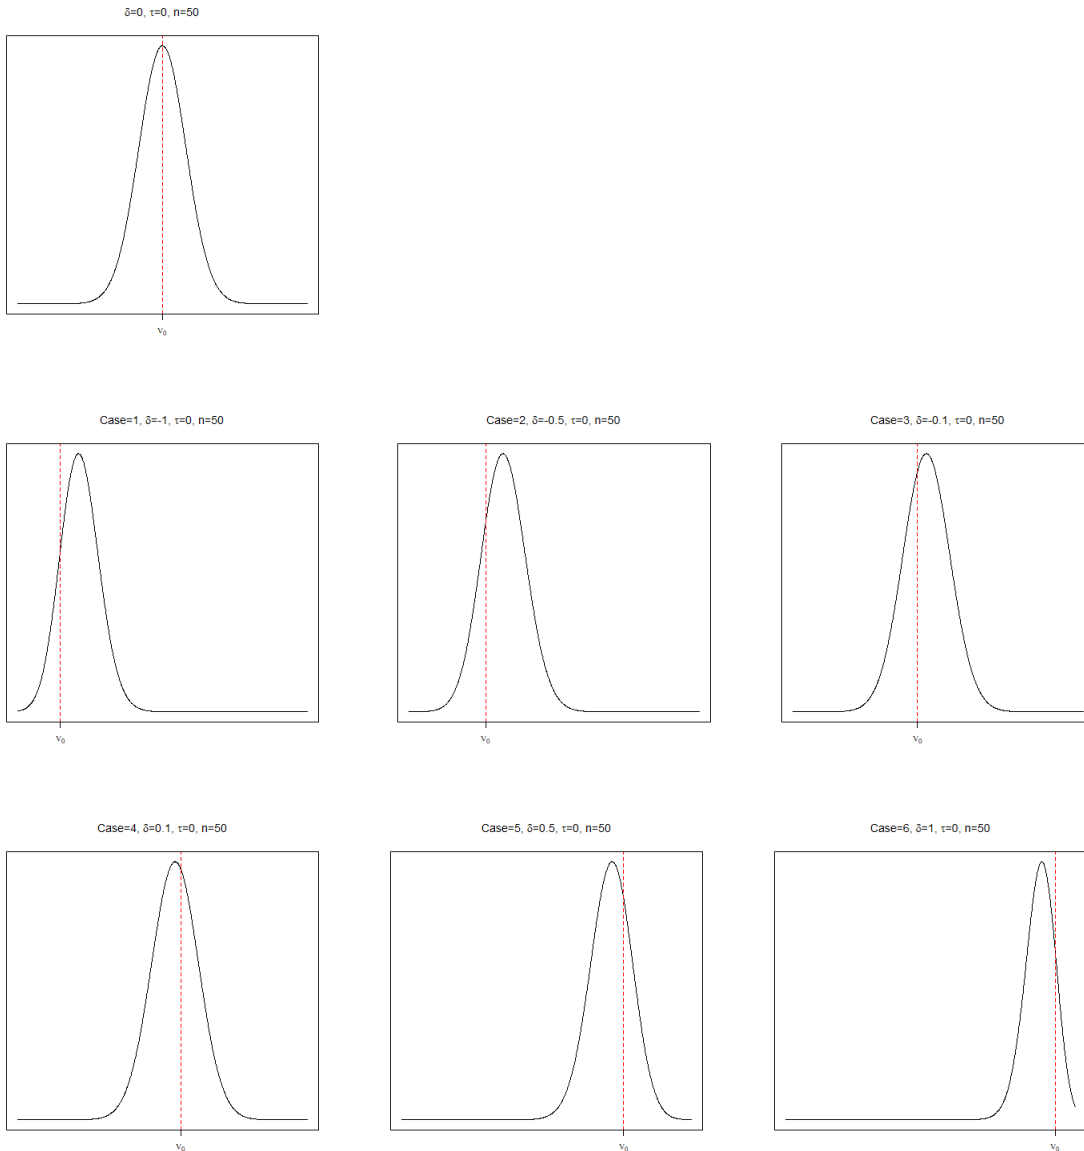 δ=0, τ=0, n=50
v₀
Case=1, δ=-1, τ=0, n=50
Case=2, δ=-0.5, τ=0, n=50
Case=3, δ=-0.1, τ=0, n=50
v₀
v₀
v₀
Case=4, δ=0.1, τ=0, n=50
Case=5, δ=0.5, τ=0, n=50
Case=6, δ=1, τ=0, n=50
v₀
v₀
v₀